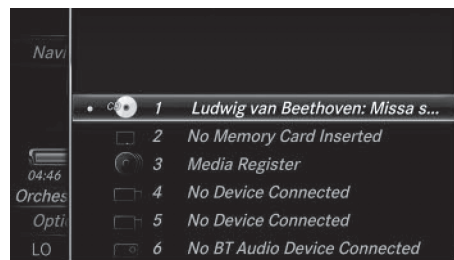 Navi
CD 1 Ludwig van Beethoven: Missa s...
2 No Memory Card Inserted
3 Media Register
04:46
Orches
4 No Device Connected
Opti
5 No Device Connected
LO
6 No BT Audio Device Connected